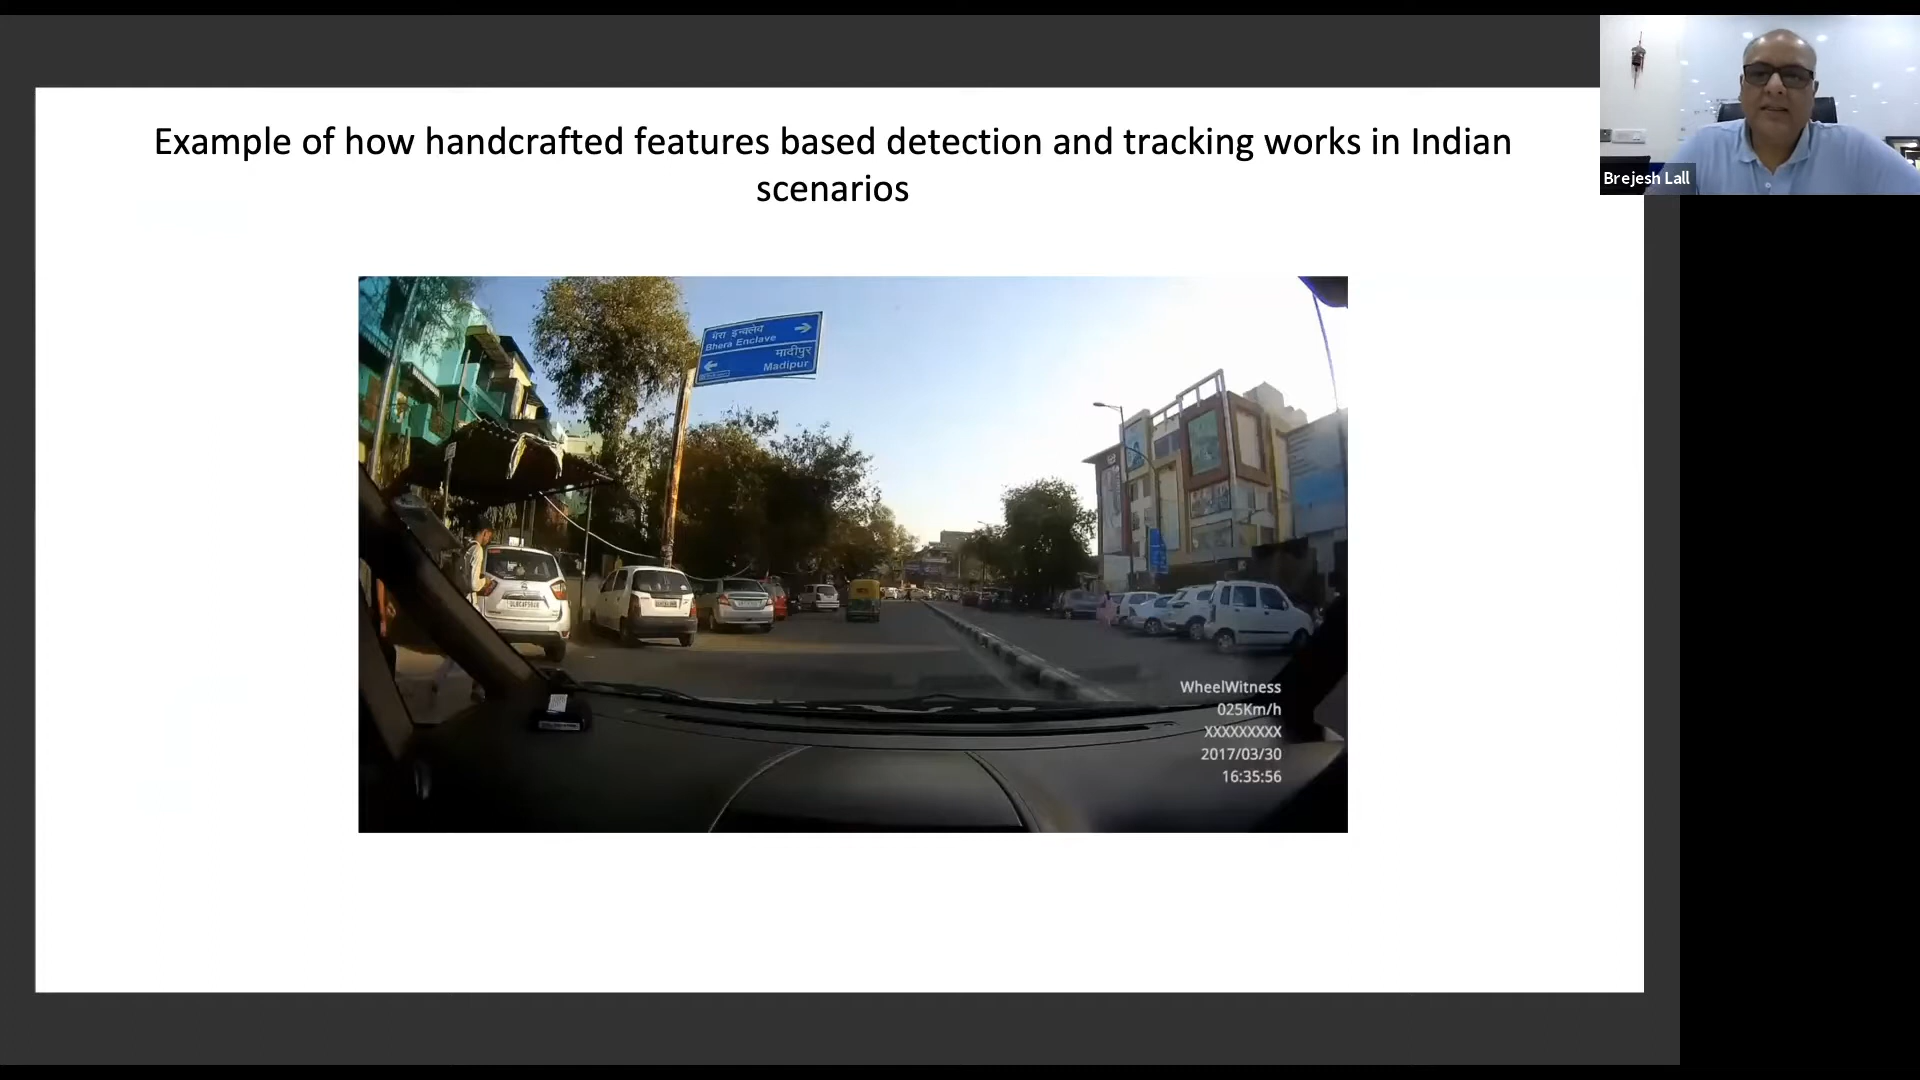 Example of how handcrafted features based detection and tracking works in Indian
scenarios
Brejesh Lall
भेरा इन्क्लेव
Bhera Enclave
मादीपुर
Madipur
WheelWitness
025Km/h
XXXXXXXXX
2017/03/30
16:35:56